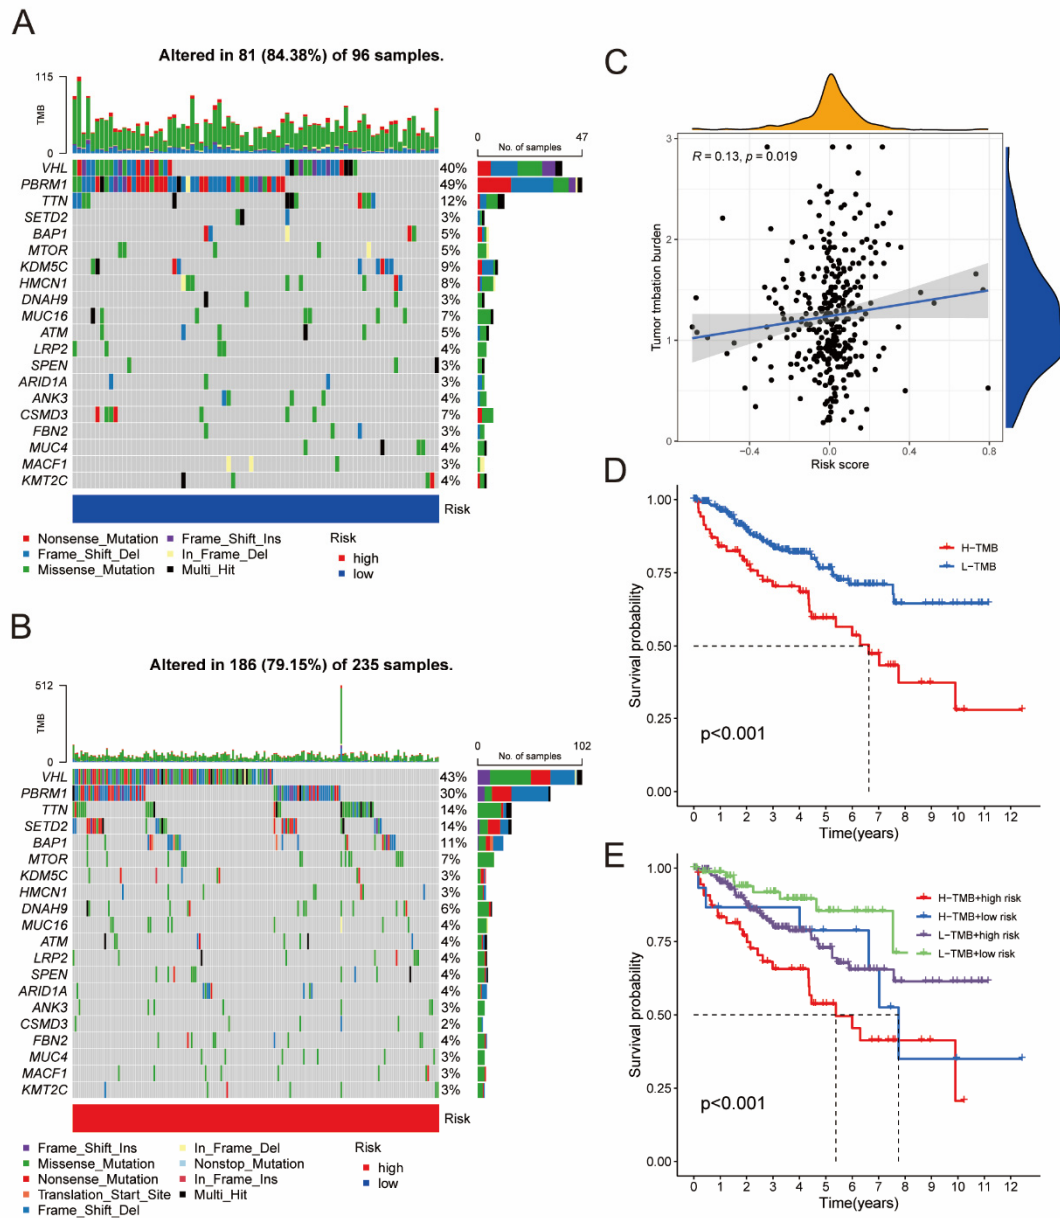 A
Altered in 81 (84.38%) of 96 samples.
115
0
TMB
0 47
No. of samples
VHL 40%
PBRM1 49%
TTN 12%
SETD2 3%
BAP1 5%
MTOR 5%
KDM5C 9%
HMCN1 8%
DNAH9 3%
MUC16 7%
ATM 5%
LRP2 4%
SPEN 3%
ARID1A 3%
ANK3 4%
CSMD3 7%
FBN2 3%
MUC4 4%
MACF1 3%
KMT2C 4%
Risk
Nonsense_Mutation
Frame_Shift_Del
Missense_Mutation
Frame_Shift_Ins
In_Frame_Del
Multi_Hit
Risk
high
low
B
Altered in 186 (79.15%) of 235 samples.
512
0
TMB
0 102
No. of samples
VHL 43%
PBRM1 30%
TTN 14%
SETD2 14%
BAP1 11%
MTOR 7%
KDM5C 3%
HMCN1 3%
DNAH9 6%
MUC16 4%
ATM 4%
LRP2 4%
SPEN 4%
ARID1A 4%
ANK3 3%
CSMD3 2%
FBN2 4%
MUC4 3%
MACF1 3%
KMT2C 3%
Risk
Frame_Shift_Ins
Missense_Mutation
Nonsense_Mutation
Translation_Start_Site
Frame_Shift_Del
In_Frame_Del
Nonstop_Mutation
In_Frame_Ins
Multi_Hit
Risk
high
low
C
R = 0.13, p = 0.019
3
2
1
0
Tumor tmbation burden
−0.4 0.0 0.4 0.8
Risk score
D
1.00
0.75
0.50
0.25
0.00
Survival probability
H−TMB
L−TMB
p<0.001
0 1 2 3 4 5 6 7 8 9 10 11 12
Time(years)
E
1.00
0.75
0.50
0.25
0.00
Survival probability
H−TMB+high risk
H−TMB+low risk
L−TMB+high risk
L−TMB+low risk
p<0.001
0 1 2 3 4 5 6 7 8 9 10 11 12
Time(years)